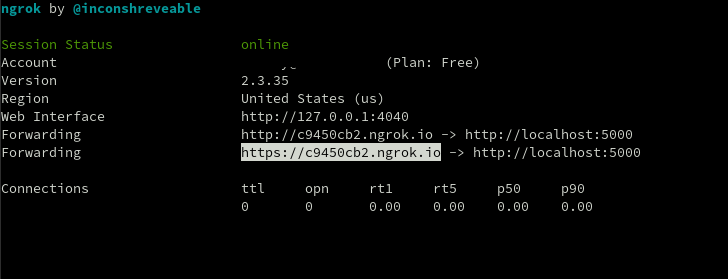 ngrok by @inconshreveable
Session Status online
Account (Plan: Free)
Version 2.3.35
Region United States (us)
Web Interface http://127.0.0.1:4040
Forwarding http://c9450cb2.ngrok.io -> http://localhost:5000
Forwarding https://c9450cb2.ngrok.io -> http://localhost:5000
Connections ttl opn rt1 rt5 p50 p90
0 0 0.00 0.00 0.00 0.00